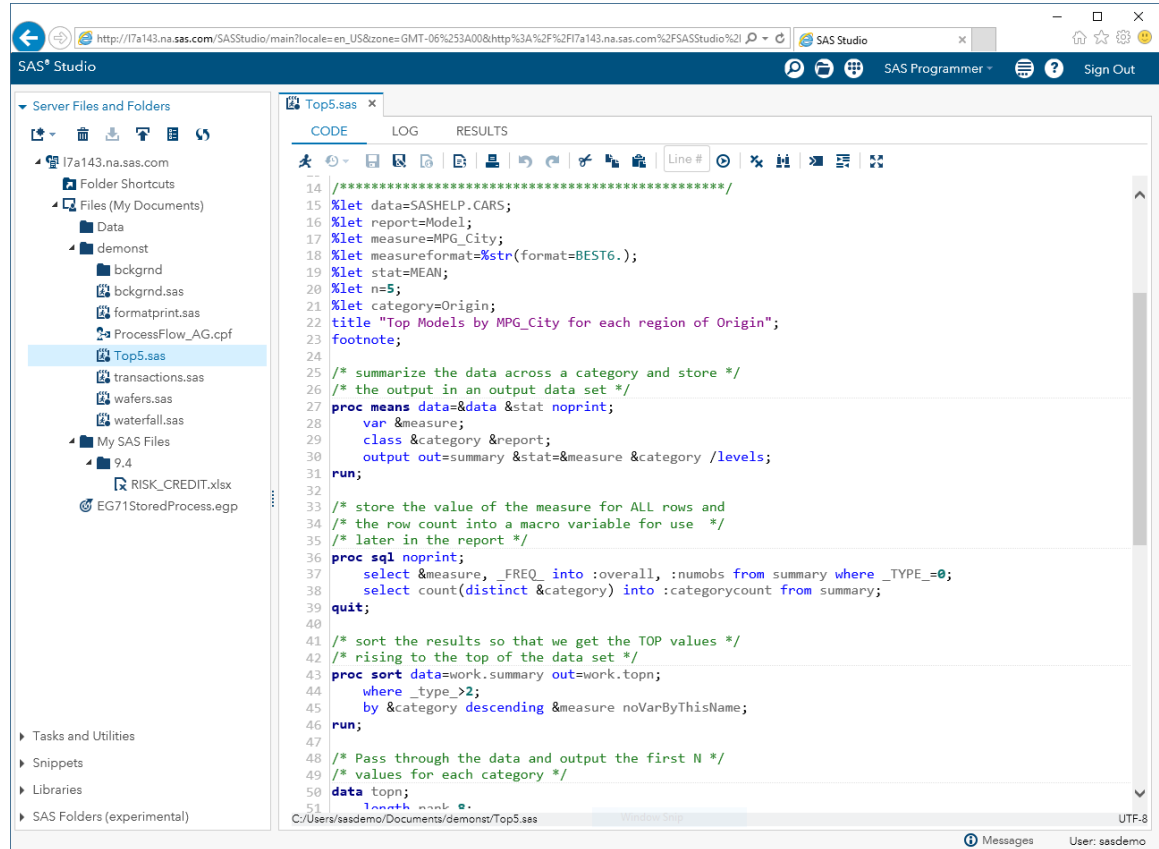 http://l7a143.na.sas.com/SASStudio/main?locale=en_US&zone=GMT-06%253A00&http%3A%2F%2Fl7a143.na.sas.com%2FSASStudio%2
SAS Studio
SAS® Studio
SAS Programmer
Sign Out
Server Files and Folders
l7a143.na.sas.com
Folder Shortcuts
Files (My Documents)
Data
demonst
bckgrnd
bckgrnd.sas
formatprint.sas
ProcessFlow_AG.cpf
Top5.sas
transactions.sas
wafers.sas
waterfall.sas
My SAS Files
9.4
RISK_CREDIT.xlsx
EG71StoredProcess.egp
Tasks and Utilities
Snippets
Libraries
SAS Folders (experimental)
Top5.sas
CODE LOG RESULTS
Line #
14 /*************************************************/
15 %let data=SASHELP.CARS;
16 %let report=Model;
17 %let measure=MPG_City;
18 %let measureformat=%str(format=BEST6.);
19 %let stat=MEAN;
20 %let n=5;
21 %let category=Origin;
22 title "Top Models by MPG_City for each region of Origin";
23 footnote;
24
25 /* summarize the data across a category and store */
26 /* the output in an output data set */
27 proc means data=&data &stat noprint;
28 var &measure;
29 class &category &report;
30 output out=summary &stat=&measure &category /levels;
31 run;
32
33 /* store the value of the measure for ALL rows and
34 /* the row count into a macro variable for use */
35 /* later in the report */
36 proc sql noprint;
37 select &measure, _FREQ_ into :overall, :numobs from summary where _TYPE_=0;
38 select count(distinct &category) into :categorycount from summary;
39 quit;
40
41 /* sort the results so that we get the TOP values */
42 /* rising to the top of the data set */
43 proc sort data=work.summary out=work.topn;
44 where _type_>2;
45 by &category descending &measure noVarByThisName;
46 run;
47
48 /* Pass through the data and output the first N */
49 /* values for each category */
50 data topn;
51 length rank 8;
C:/Users/sasdemo/Documents/demonst/Top5.sas
Window Snip
UTF-8
Messages
User: sasdemo